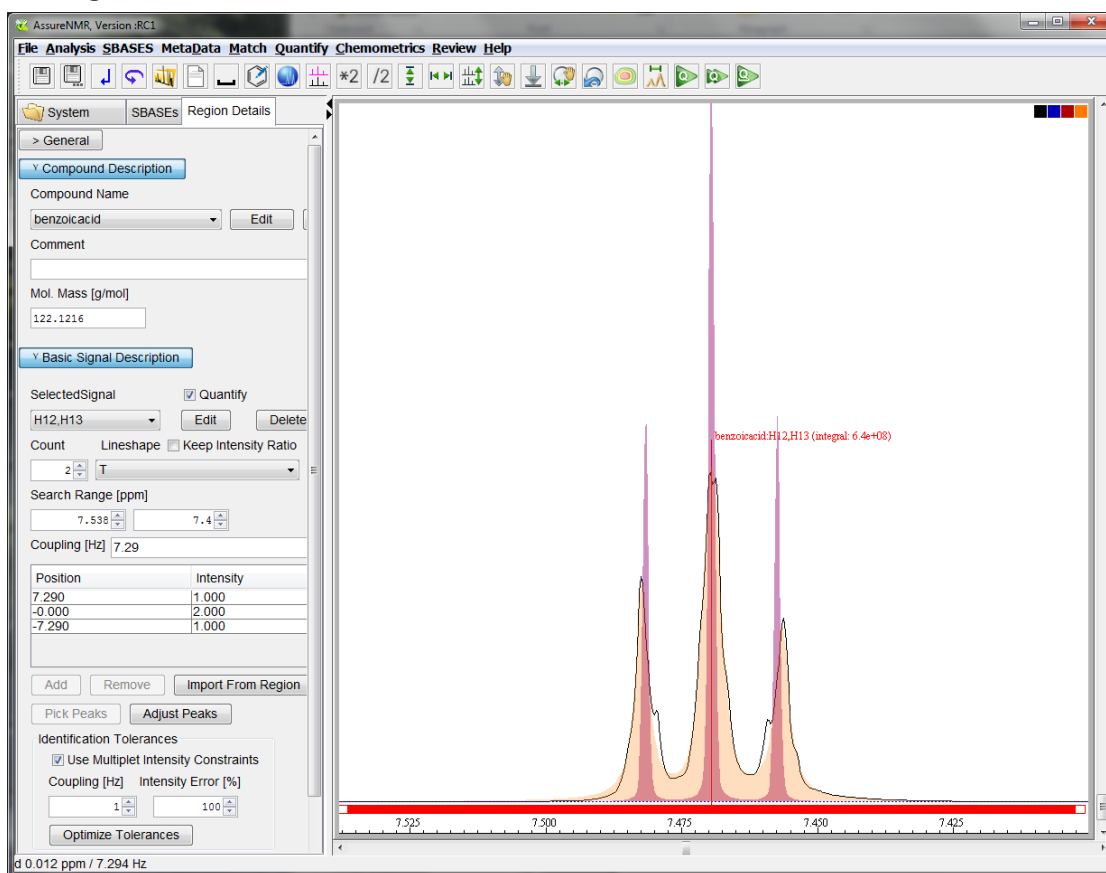 AssureNMR, Version :RC1
File Analysis SBASES MetaData Match Quantify Chemometrics Review Help
*2 /2
System SBASEs Region Details
> General
v Compound Description
Compound Name
benzoicacid Edit
Comment
Mol. Mass [g/mol]
122.1216
v Basic Signal Description
SelectedSignal Quantify
H12,H13 Edit Delete
Count Lineshape Keep Intensity Ratio
2 T
Search Range [ppm]
7.538 7.4
Coupling [Hz] 7.29
Position Intensity
7.290 1.000
-0.000 2.000
-7.290 1.000
Add Remove Import From Region
Pick Peaks Adjust Peaks
Identification Tolerances
Use Multiplet Intensity Constraints
Coupling [Hz] Intensity Error [%]
1 100
Optimize Tolerances
d 0.012 ppm / 7.294 Hz
benzoicacid:H12,H13 (integral: 6.4e+08)
7.525 7.500 7.475 7.450 7.425